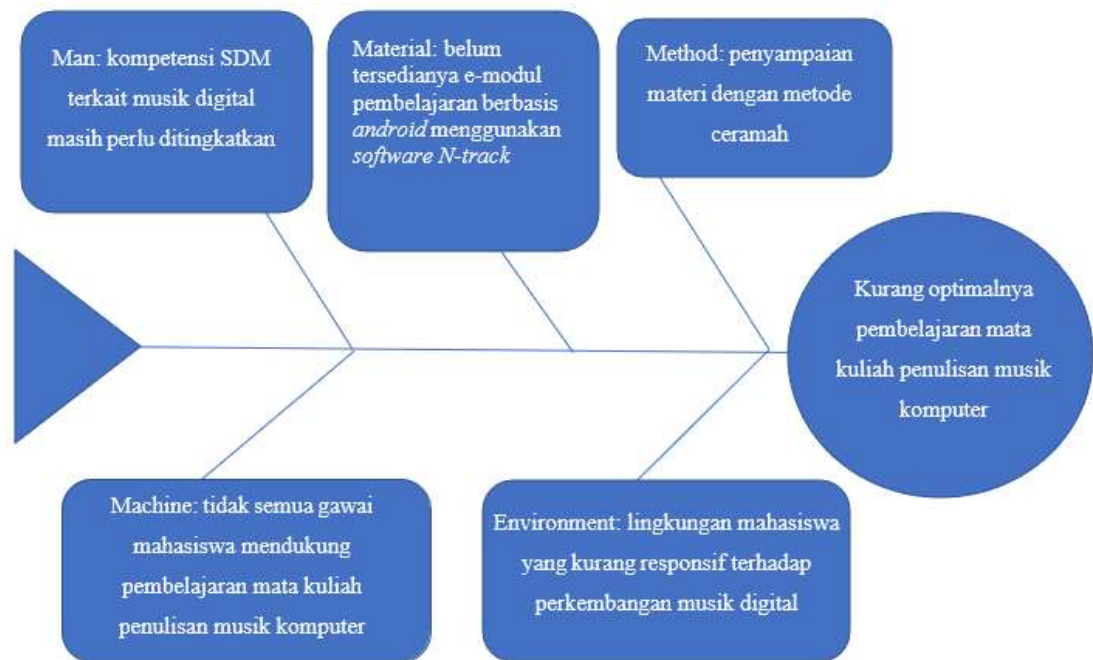 Man: kompetensi SDM
terkait musik digital
masih perlu ditingkatkan
Material: belum
tersedianya e-modul
pembelajaran berbasis
android menggunakan
software N-track
Method: penyampaian
materi dengan metode
ceramah
Kurang optimalnya
pembelajaran mata
kuliah penulisan musik
komputer
Machine: tidak semua gawai
mahasiswa mendukung
pembelajaran mata kuliah
penulisan musik komputer
Environment: lingkungan mahasiswa
yang kurang responsif terhadap
perkembangan musik digital